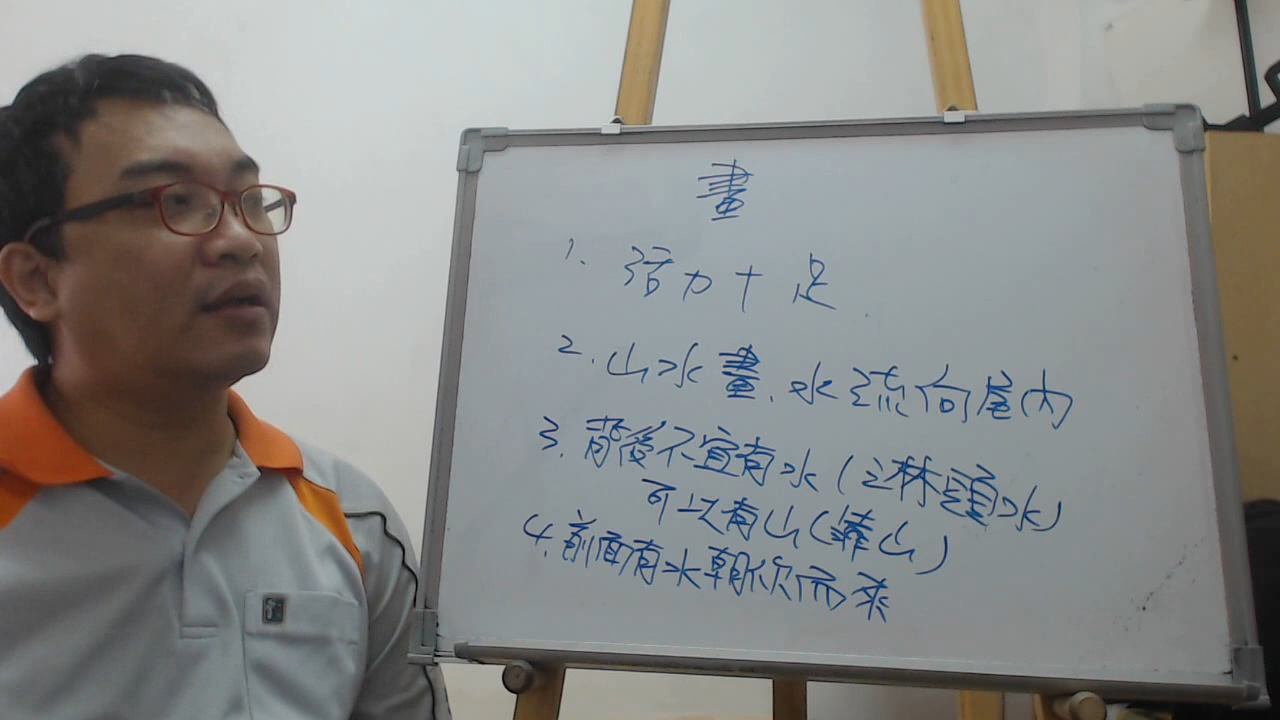 畫
1. 活力十足.
2. 山水畫、水流向屋內
3. 背後不宜有水(淋頭水)
可以有山(靠山)
4. 前面有水朝你而來